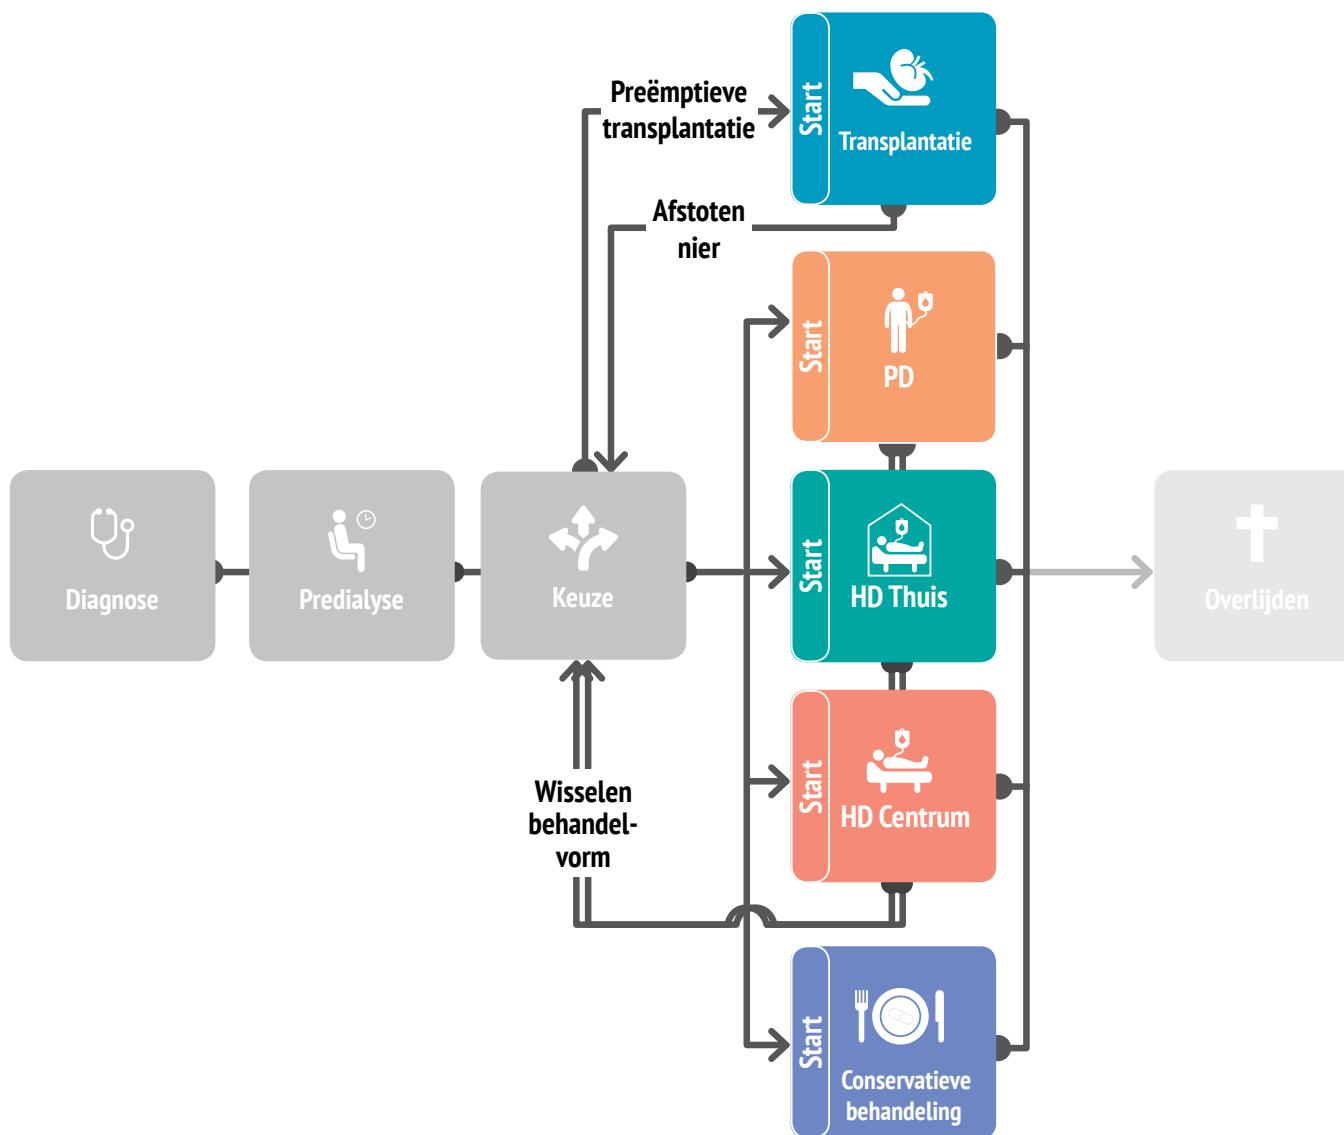 Preëmptieve
transplantatie
Start
Transplantatie
Afstoten
nier
Start
PD
Diagnose
Predialyse
Keuze
Start
HD Thuis
Overlijden
Wisselen
behandel-
vorm
Start
HD Centrum
Start
Conservatieve
behandeling